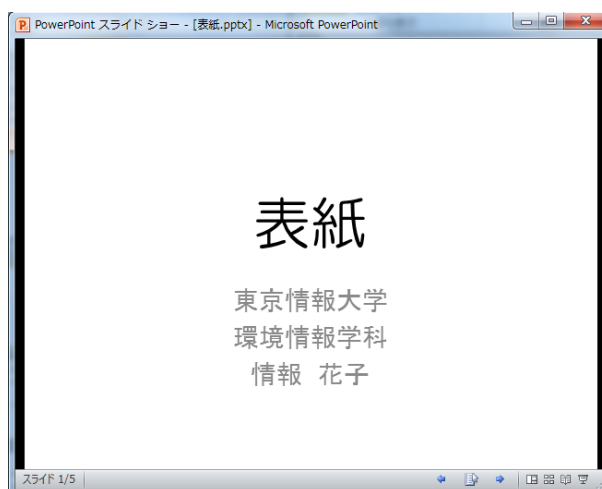 PowerPoint スライド ショー - [表紙.pptx] - Microsoft PowerPoint
表紙
東京情報大学
環境情報学科
情報 花子
スライド 1/5